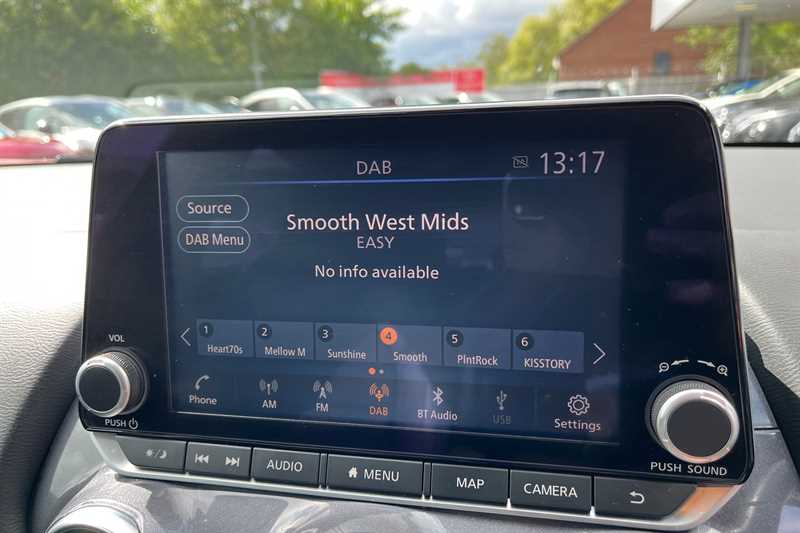 DAB
13:17
Source
DAB Menu
Smooth West Mids
EASY
No info available
1 2 3 4 5 6
Heart70s Mellow M Sunshine Smooth PlntRock KISSTORY
Phone AM FM DAB BT Audio USB Settings
VOL
PUSH
PUSH SOUND
AUDIO MENU MAP CAMERA